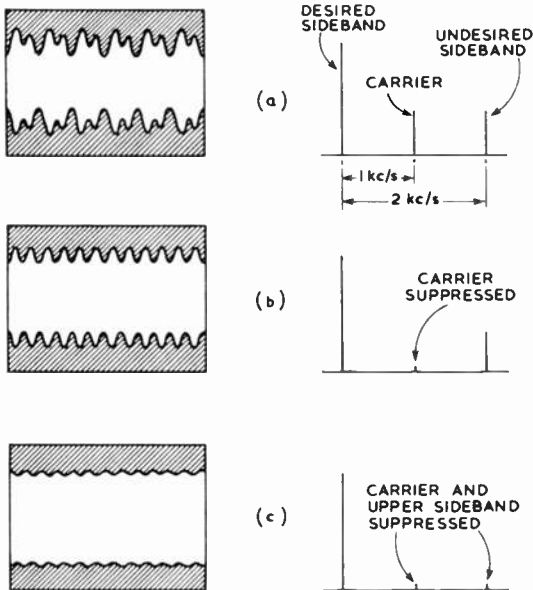 DESIRED
SIDEBAND
UNDESIRED
SIDEBAND
CARRIER
(a)
1 kc/s
2 kc/s
(b)
CARRIER
SUPPRESSED
(c)
CARRIER AND
UPPER SIDEBAND
SUPPRESSED